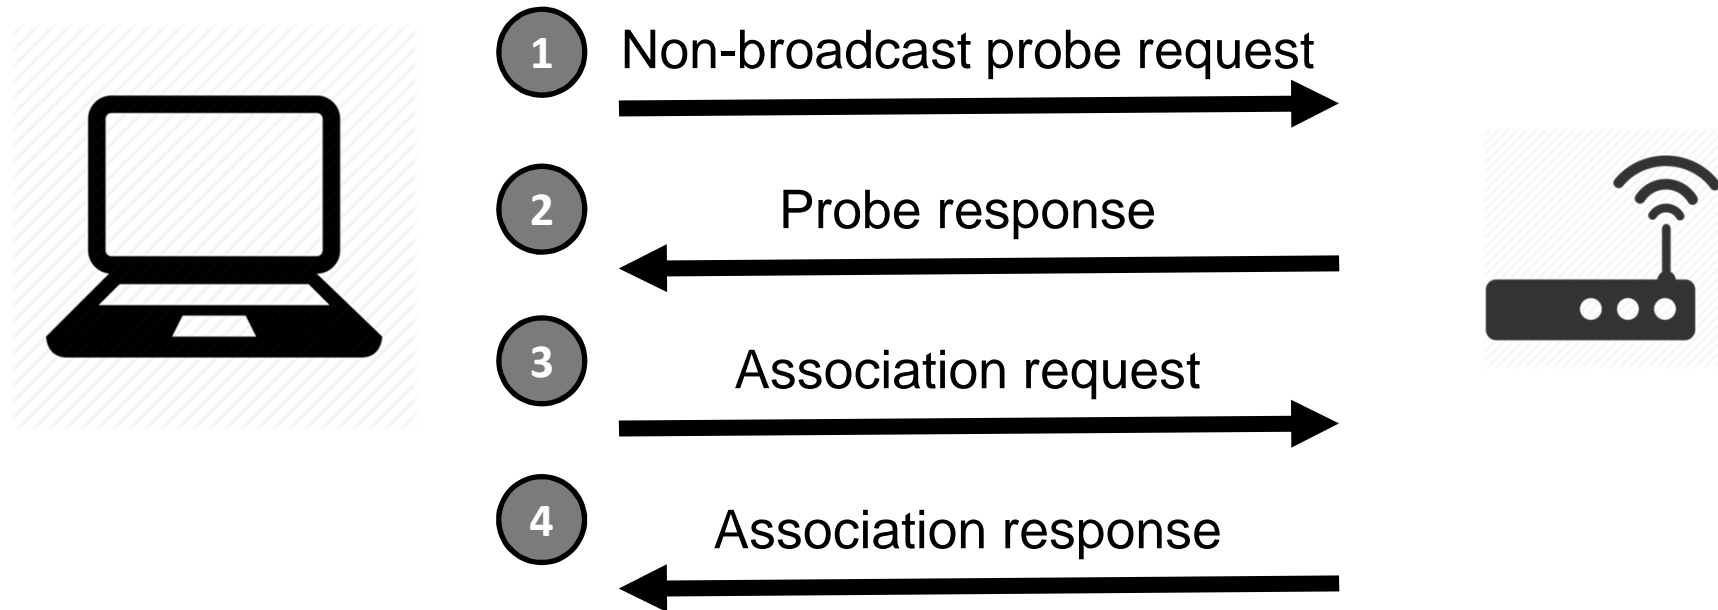 1 Non-broadcast probe request
2 Probe response
3 Association request
4 Association response